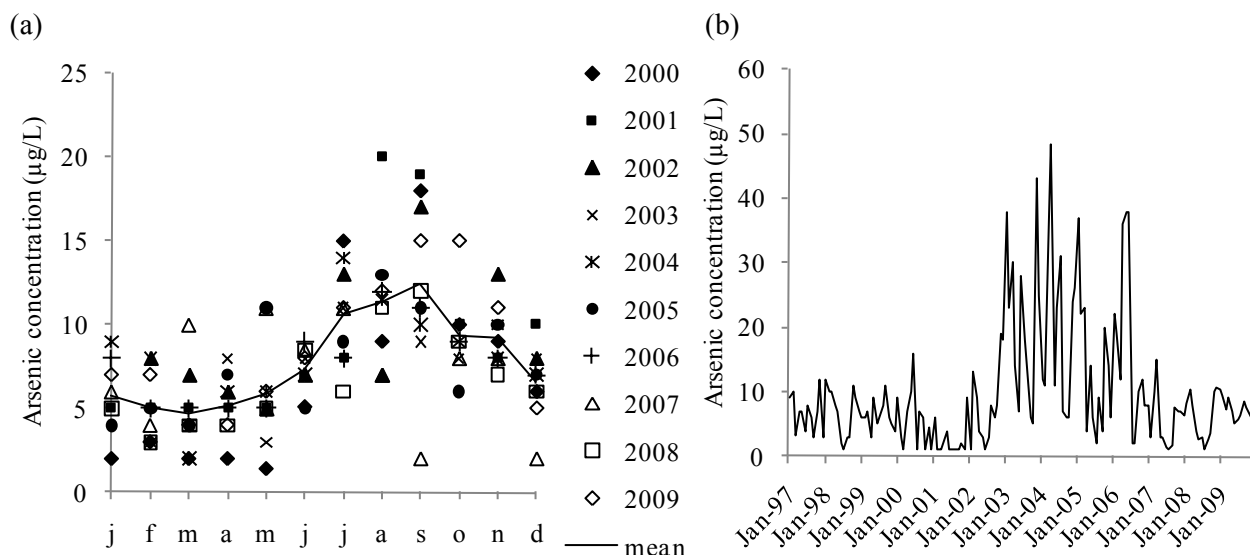 (a)
Arsenic concentration (µg/L)
25
20
15
10
5
0
j f m a m j j a s o n d
2000
2001
2002
2003
2004
2005
2006
2007
2008
2009
mean
(b)
Arsenic concentration (µg/L)
60
50
40
30
20
10
0
Jan-97
Jan-98
Jan-99
Jan-00
Jan-01
Jan-02
Jan-03
Jan-04
Jan-05
Jan-06
Jan-07
Jan-08
Jan-09